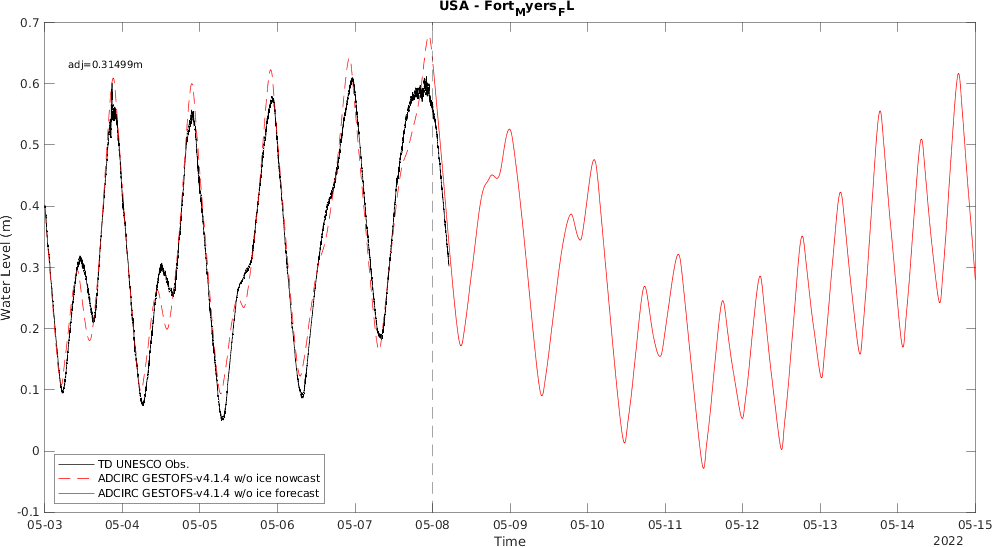 USA - Fort_Myers_FL
0.7
0.6
0.5
0.4
0.3
0.2
0.1
0
-0.1
Water Level (m)
adj=0.31499m
TD UNESCO Obs.
ADCIRC GESTOFS-v4.1.4 w/o ice nowcast
ADCIRC GESTOFS-v4.1.4 w/o ice forecast
05-03 05-04 05-05 05-06 05-07 05-08 05-09 05-10 05-11 05-12 05-13 05-14 05-15
Time
2022